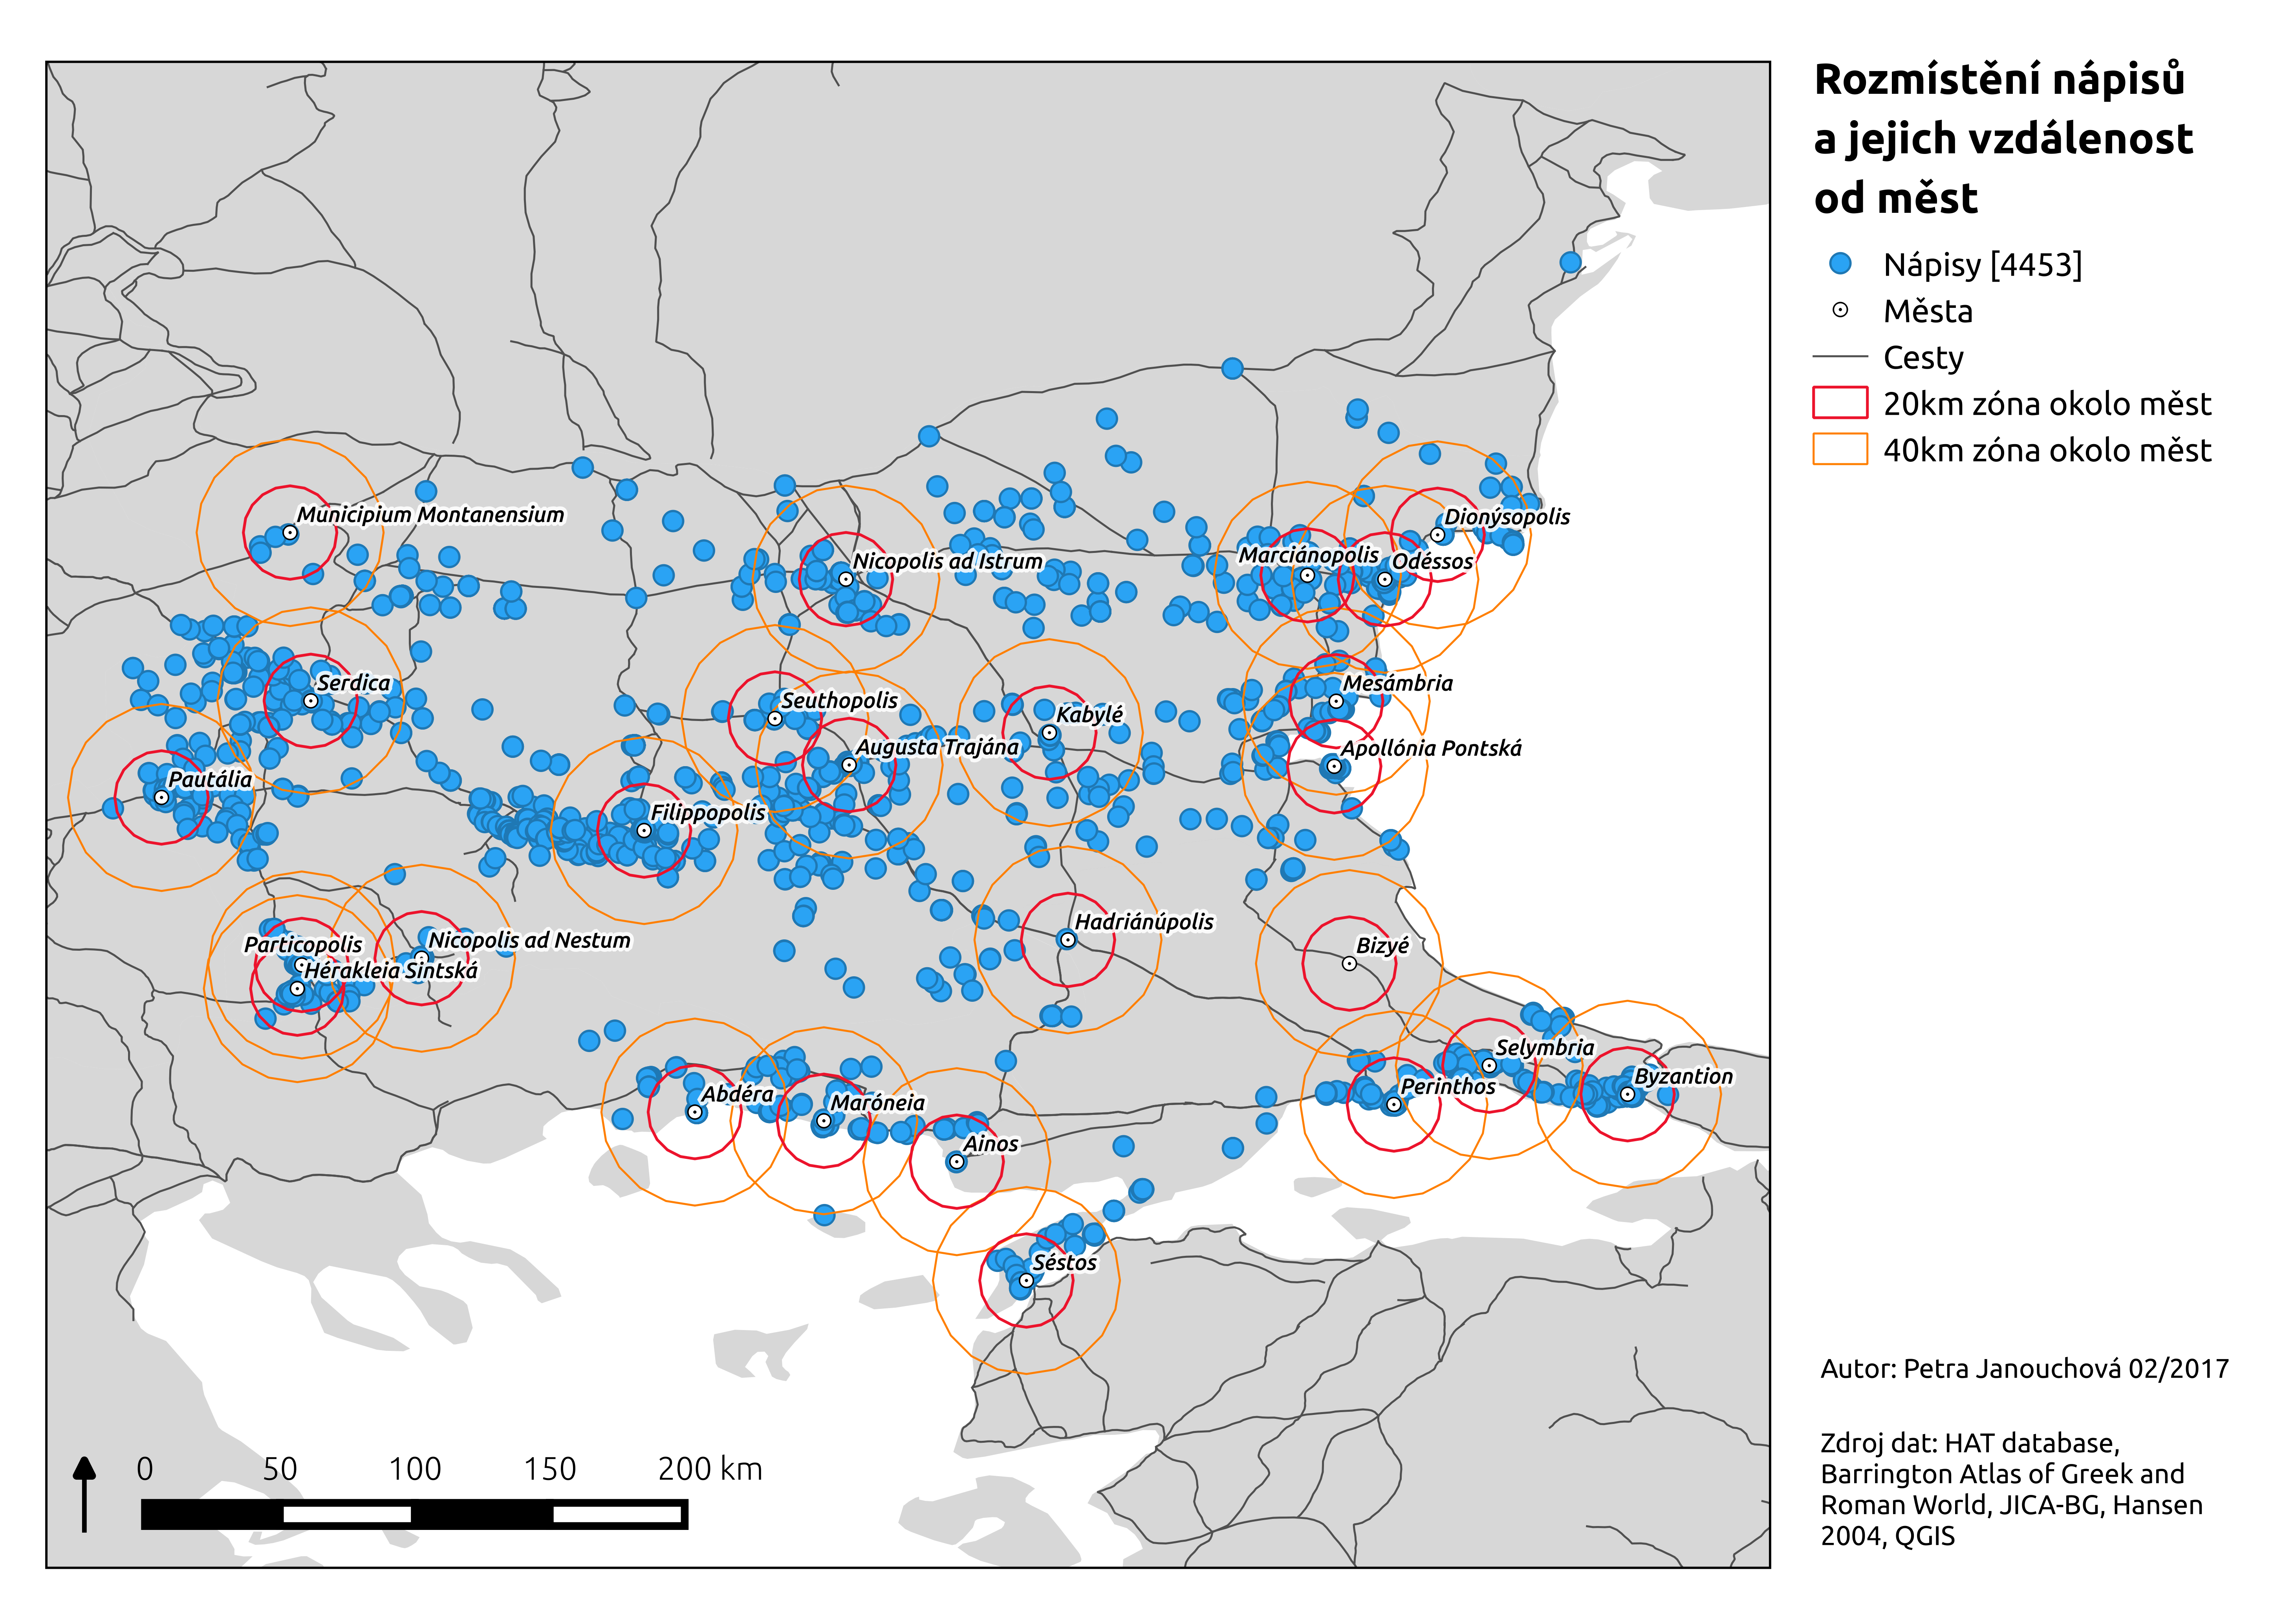 Rozmístění nápisů
a jejich vzdálenost
od měst
Nápisy [4453]
Města
Cesty
20km zóna okolo měst
40km zóna okolo měst
Municipium Montanensium
Dionýsopolis
Nicopolis ad Istrum
Marciánopolis
Odéssos
Serdica
Mesámbria
Seuthopolis
Kabylé
Augusta Trajána
Apollónia Pontská
Pautália
Filippopolis
Hadriánúpolis
Particopolis
Nicopolis ad Nestum
Bizyé
Hérakleia Sintská
Selymbria
Byzantion
Perinthos
Abdéra
Maróneia
Ainos
Séstos
0 50 100 150 200 km
Autor: Petra Janouchová 02/2017
Zdroj dat: HAT database,
Barrington Atlas of Greek and
Roman World, JICA-BG, Hansen
2004, QGIS